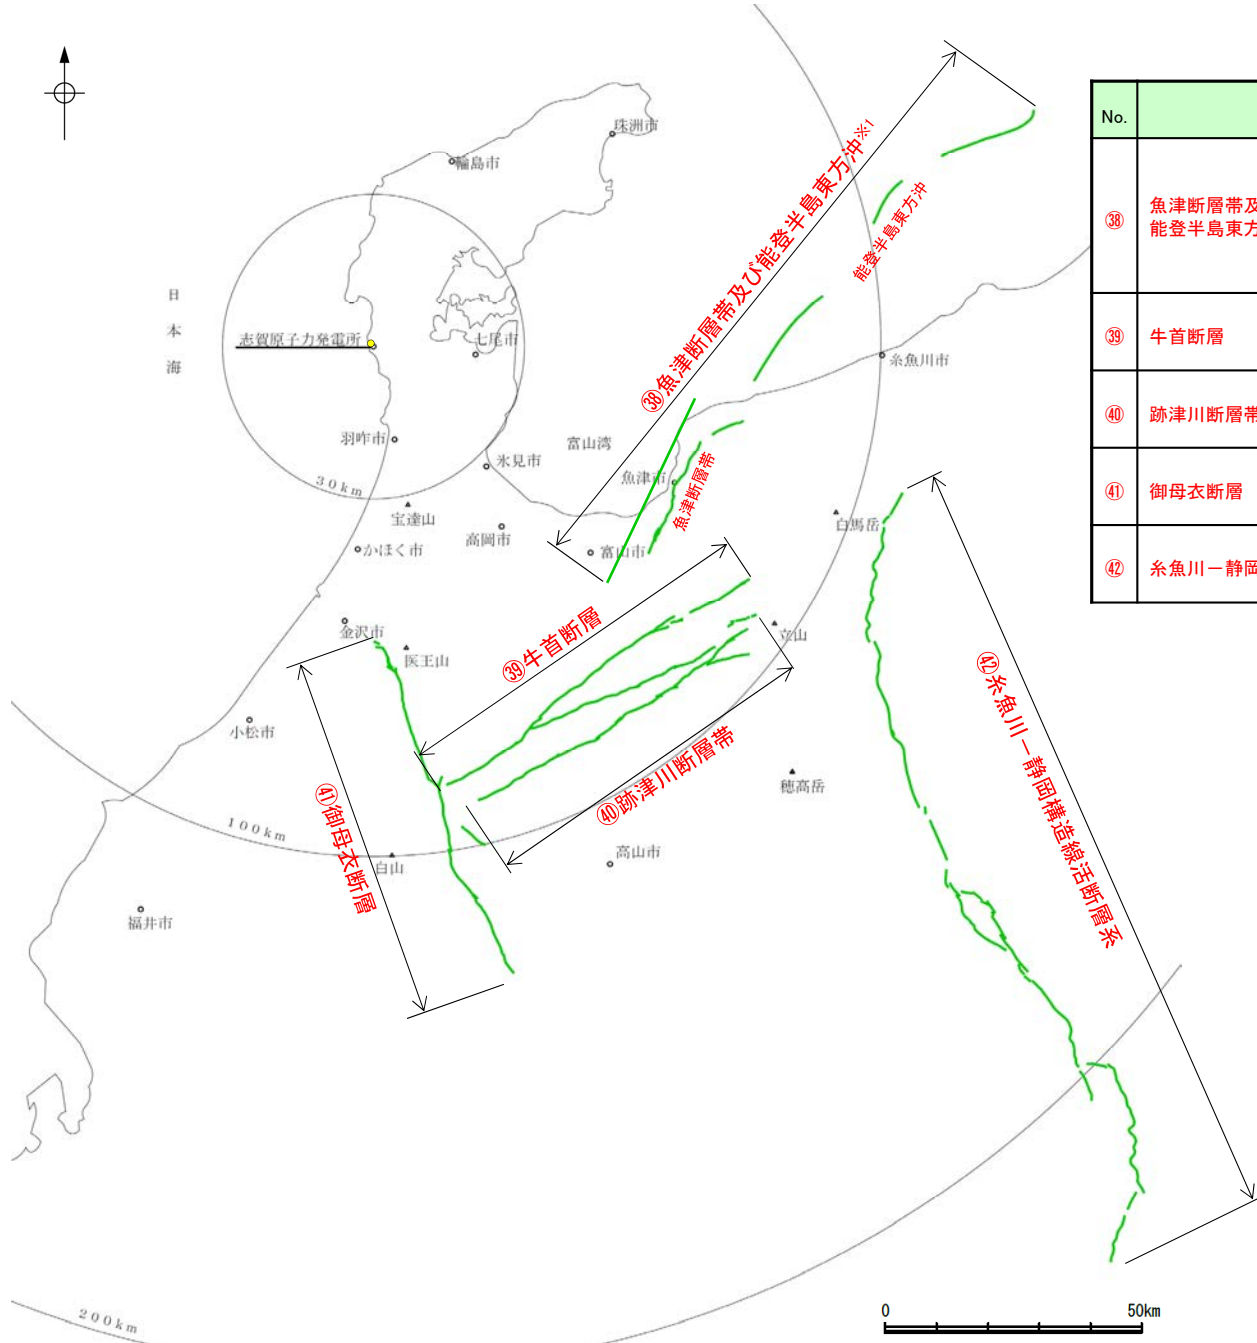 珠洲市
輪島市
㊳魚津断層帯及び能登半島東方沖※1
能登半島東方沖
日本海
志賀原子力発電所
七尾市
糸魚川市
羽咋市
富山湾
氷見市
魚津市
魚津断層帯
30km
宝達山
高岡市
富山市
かほく市
白馬岳
金沢市
医王山
㊴牛首断層
立山
小松市
㊵跡津川断層帯
穂高岳
㊶御母衣断層
㊷糸魚川－静岡構造線活断層系
100km
白山
高山市
福井市
200km
0 50km
No.
㊳ 魚津断層帯及
能登半島東方
㊴ 牛首断層
㊵ 跡津川断層帯
㊶ 御母衣断層
㊷ 糸魚川－静岡